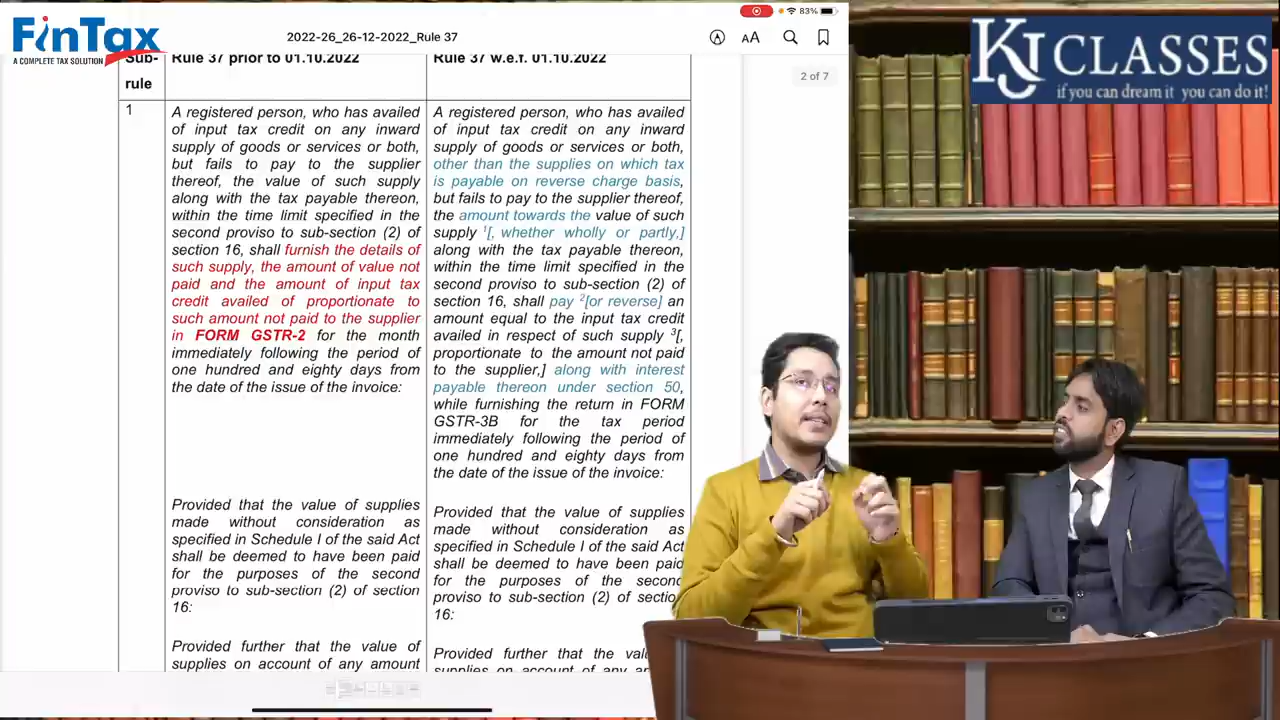 FinTax
A COMPLETE TAX SOLUTION
2022-26_26-12-2022_Rule 37
83%
AA
2 of 7
KJ CLASSES
if you can dream it you can do it!
Sub-
rule
Rule 37 prior to 01.10.2022
Rule 37 w.e.f. 01.10.2022
1
A registered person, who has availed
of input tax credit on any inward
supply of goods or services or both,
but fails to pay to the supplier
thereof, the value of such supply
along with the tax payable thereon,
within the time limit specified in the
second proviso to sub-section (2) of
section 16, shall furnish the details of
such supply, the amount of value not
paid and the amount of input tax
credit availed of proportionate to
such amount not paid to the supplier
in FORM GSTR-2 for the month
immediately following the period of
one hundred and eighty days from
the date of the issue of the invoice:
Provided that the value of supplies
made without consideration as
specified in Schedule I of the said Act
shall be deemed to have been paid
for the purposes of the second
proviso to sub-section (2) of section
16:
Provided further that the value of
supplies on account of any amount
A registered person, who has availed
of input tax credit on any inward
supply of goods or services or both,
other than the supplies on which tax
is payable on reverse charge basis,
but fails to pay to the supplier thereof,
the amount towards the value of such
supply 1[, whether wholly or partly,]
along with the tax payable thereon,
within the time limit specified in the
second proviso to sub-section (2) of
section 16, shall pay 2[or reverse] an
amount equal to the input tax credit
availed in respect of such supply 3[,
proportionate to the amount not paid
to the supplier,] along with interest
payable thereon under section 50,
while furnishing the return in FORM
GSTR-3B for the tax period
immediately following the period of
one hundred and eighty days from
the date of the issue of the invoice:
Provided that the value of supplies
made without consideration as
specified in Schedule I of the said Act
shall be deemed to have been paid
for the purposes of the second
proviso to sub-section (2) of sectio
16:
Provided further that the valu
supplies on account of any